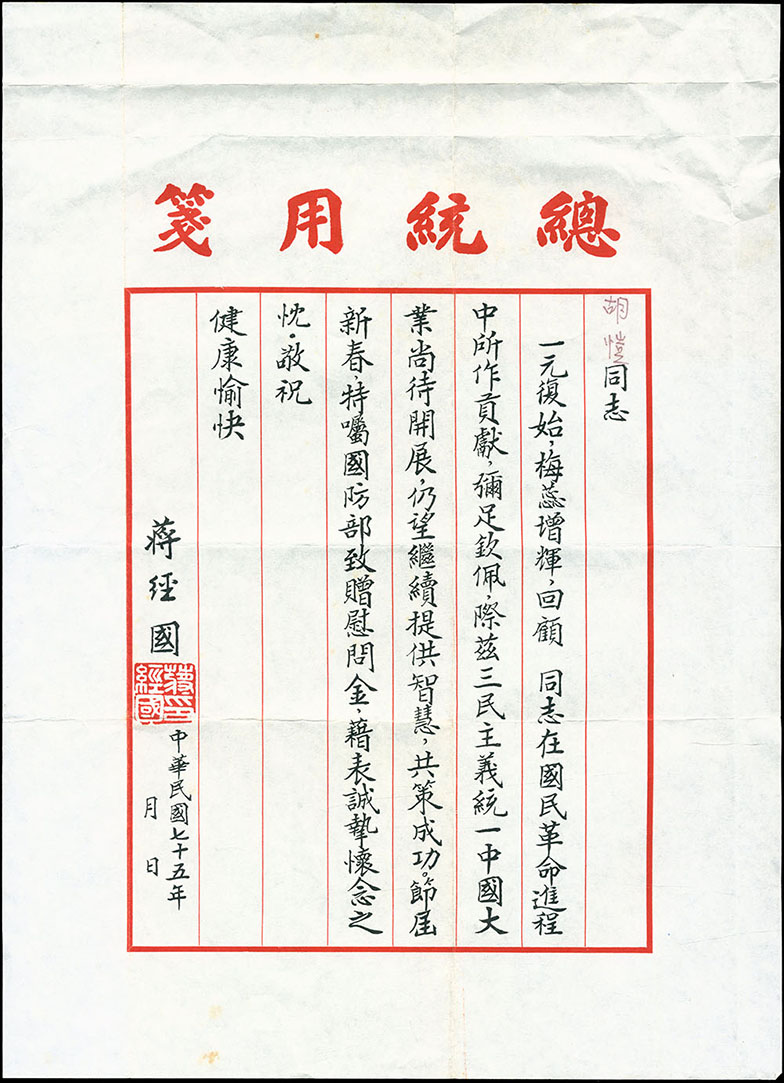 總統用箋
胡愷同志
一元復始，梅蕊增輝，回顧　同志在國民革命進程
中所作貢獻，彌足欽佩，際茲三民主義統一中國大
業尚待開展，仍望繼續提供智慧，共策成功。節屆
新春，特囑國防部致贈慰問金，藉表誠摯懷念之
忱。敬祝
健康愉快
蔣經國
蔣經國印
中華民國七十五年
月　日